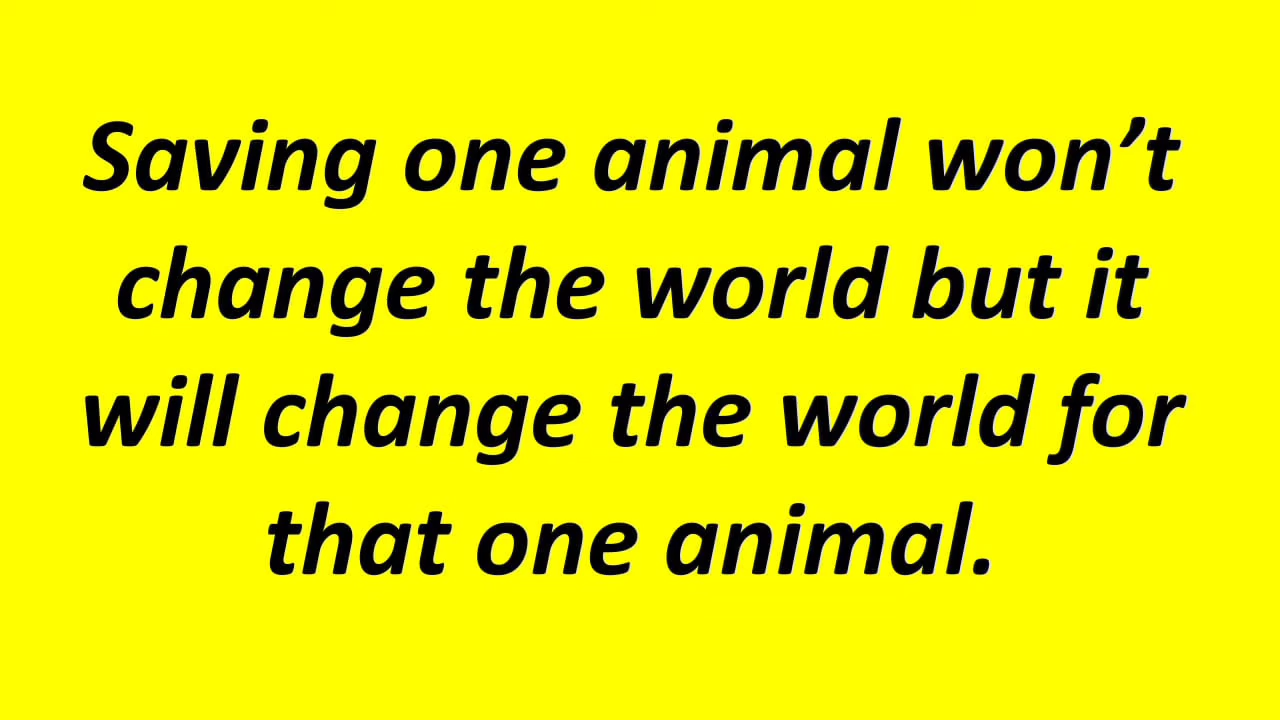 Saving one animal won’t
change the world but it
will change the world for
that one animal.